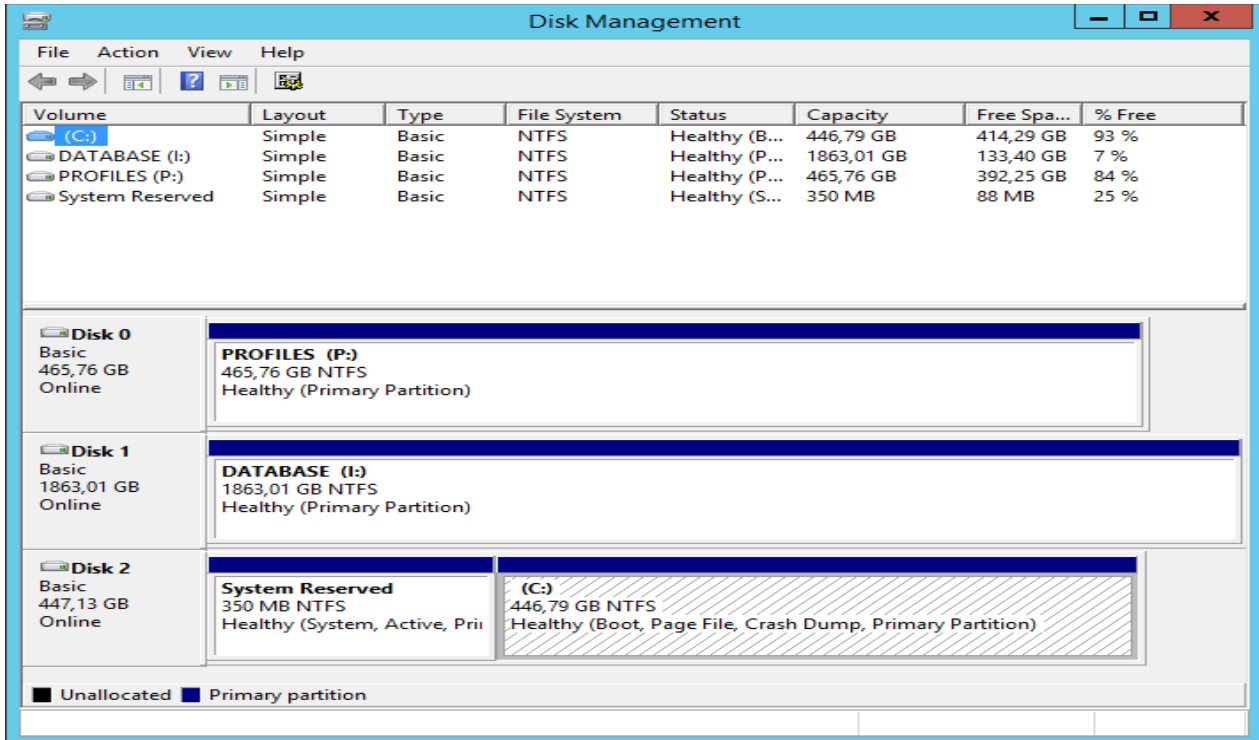 Disk Management
File Action View Help
Volume Layout Type File System Status Capacity Free Spa... % Free
(C:) Simple Basic NTFS Healthy (B... 446,79 GB 414,29 GB 93 %
DATABASE (I:) Simple Basic NTFS Healthy (P... 1863,01 GB 133,40 GB 7 %
PROFILES (P:) Simple Basic NTFS Healthy (P... 465,76 GB 392,25 GB 84 %
System Reserved Simple Basic NTFS Healthy (S... 350 MB 88 MB 25 %
Disk 0
Basic
465,76 GB
Online
PROFILES (P:)
465,76 GB NTFS
Healthy (Primary Partition)
Disk 1
Basic
1863,01 GB
Online
DATABASE (I:)
1863,01 GB NTFS
Healthy (Primary Partition)
Disk 2
Basic
447,13 GB
Online
System Reserved
350 MB NTFS
Healthy (System, Active, Pri
(C:)
446,79 GB NTFS
Healthy (Boot, Page File, Crash Dump, Primary Partition)
Unallocated Primary partition